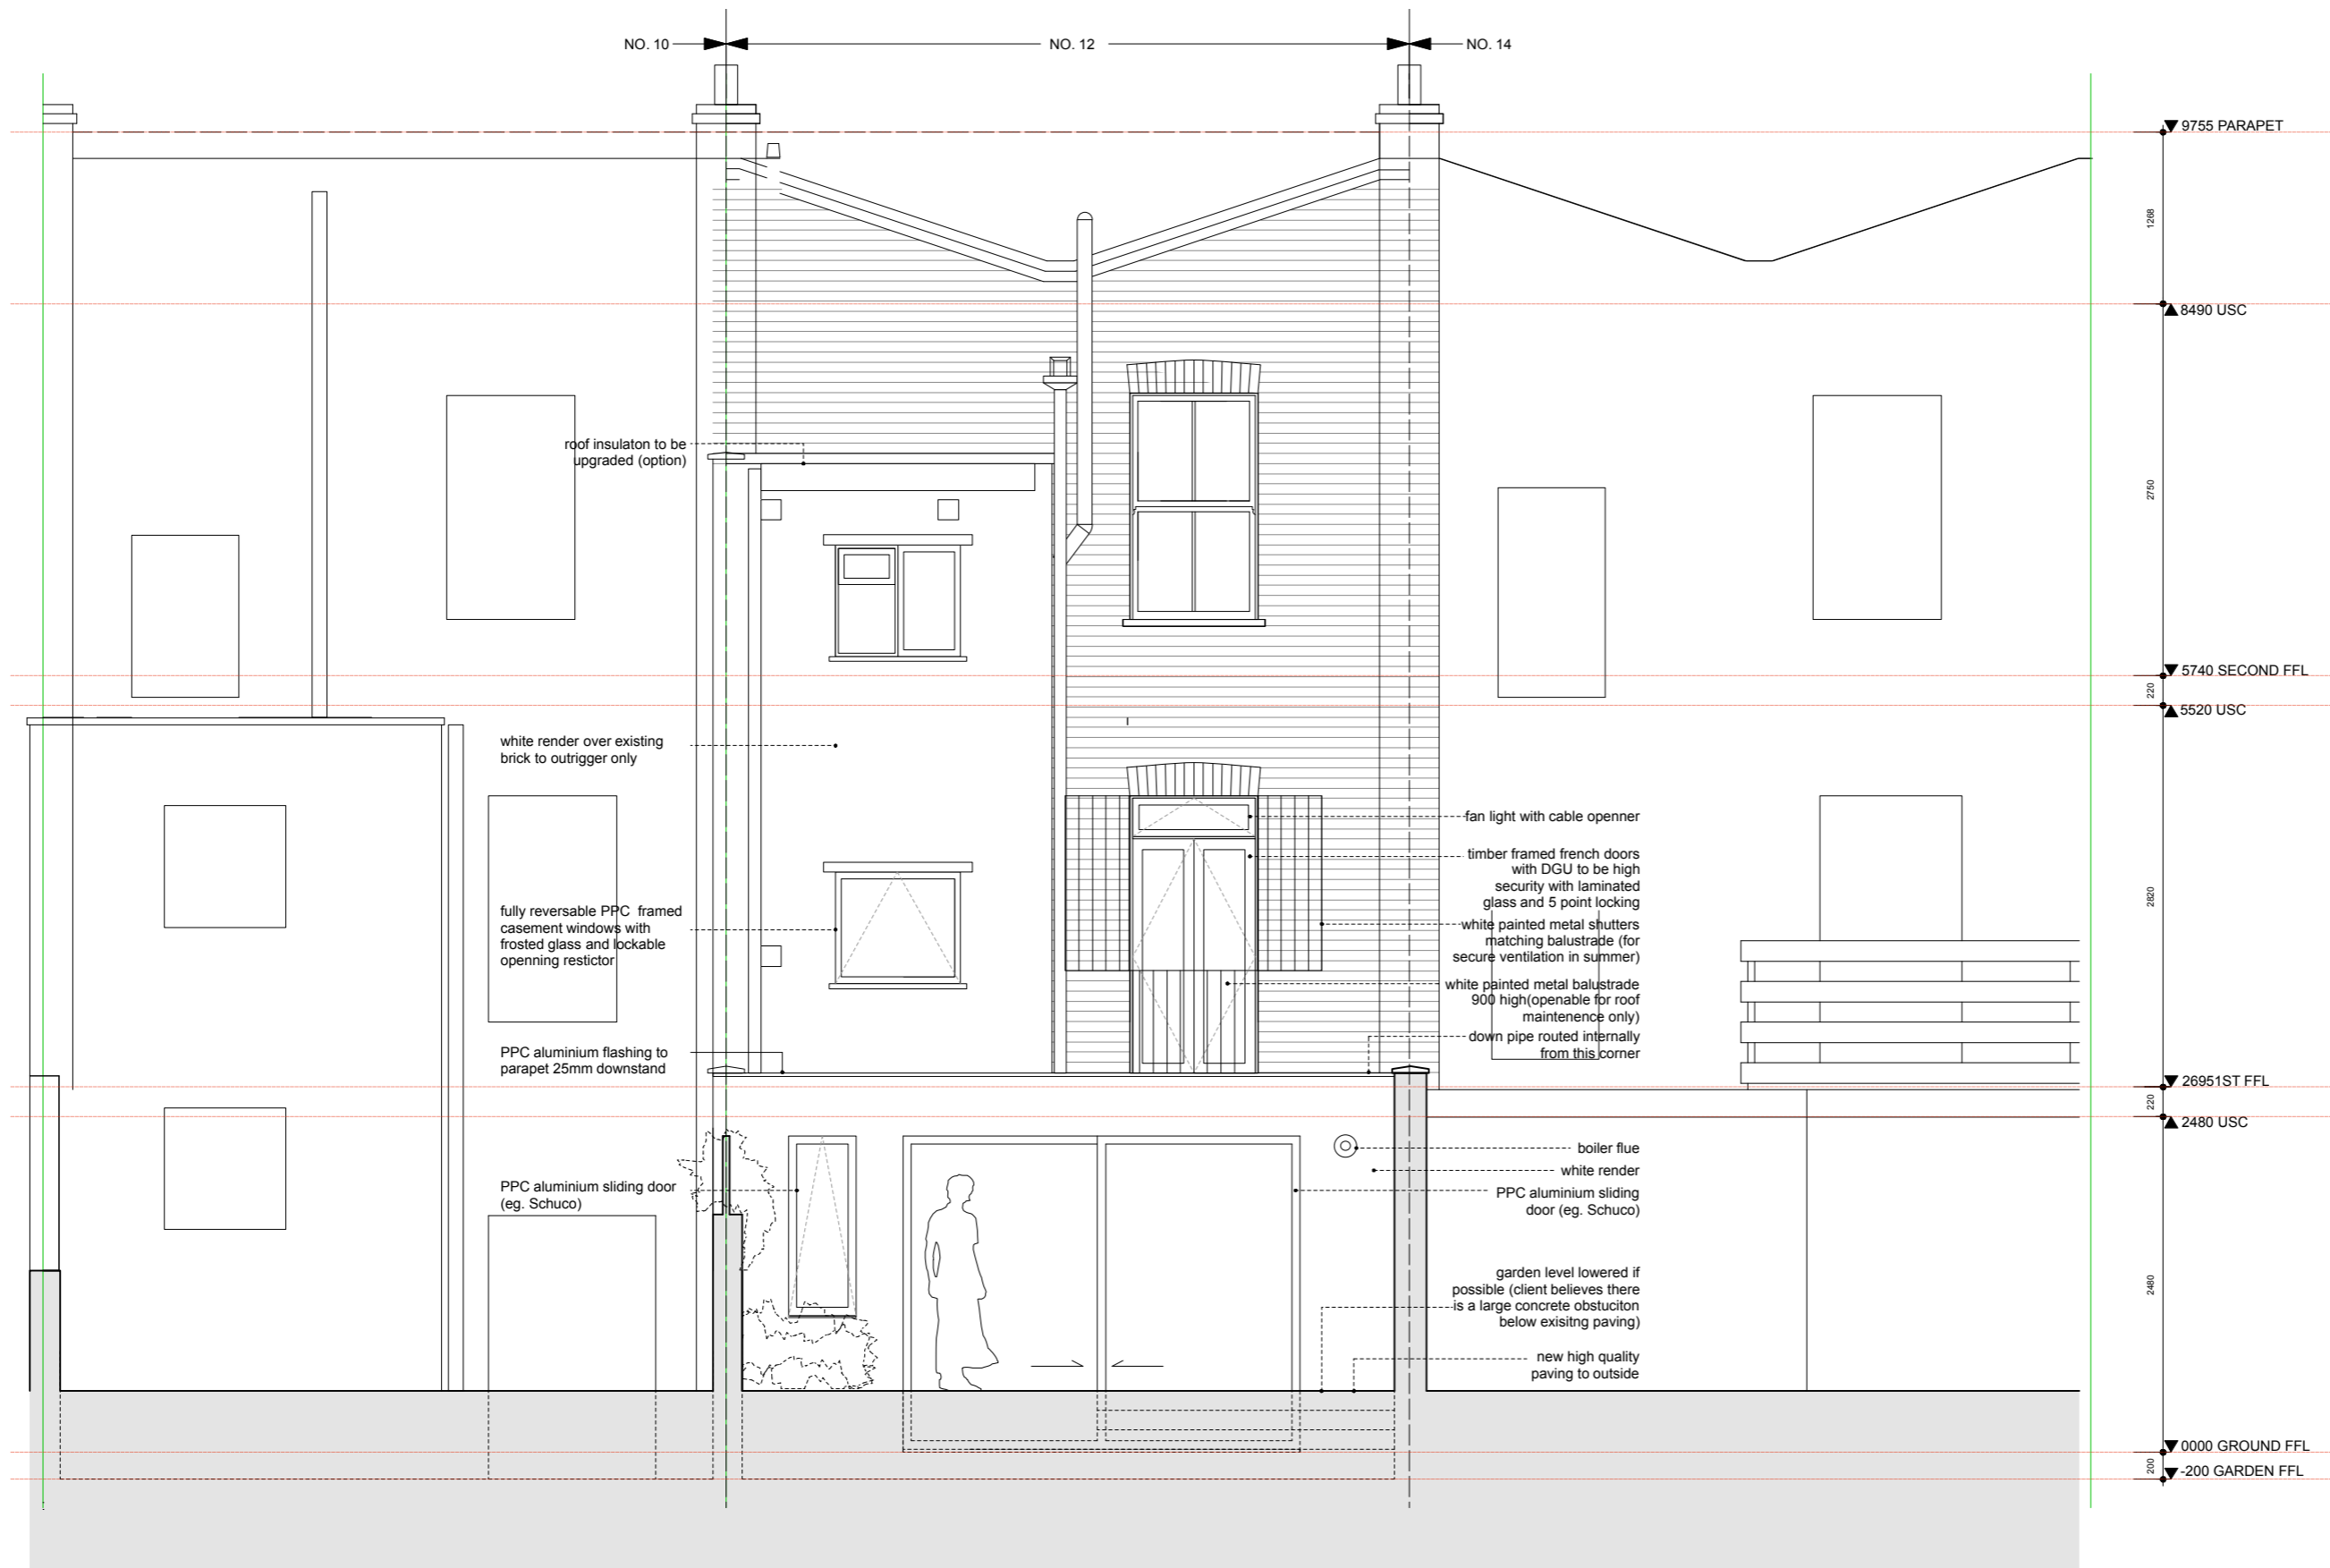 NO. 10
NO. 12
NO. 14
9755 PARAPET
1268
8490 USC
2750
5740 SECOND FFL
220
5520 USC
2820
26951ST FFL
220
2480 USC
2480
0000 GROUND FFL
200
-200 GARDEN FFL
roof insulaton to be
upgraded (option)
white render over existing
brick to outrigger only
fully reversable PPC  framed
casement windows with
frosted glass and lockable
openning restictor
PPC aluminium flashing to
parapet 25mm downstand
PPC aluminium sliding door
(eg. Schuco)
fan light with cable openner
timber framed french doors
with DGU to be high
security with laminated
glass and 5 point locking
white painted metal shutters
matching balustrade (for
secure ventilation in summer)
white painted metal balustrade
900 high(openable for roof
maintenence only)
down pipe routed internally
from this corner
boiler flue
white render
PPC aluminium sliding
door (eg. Schuco)
garden level lowered if
possible (client believes there
is a large concrete obstuciton
below exisitng paving)
new high quality
paving to outside